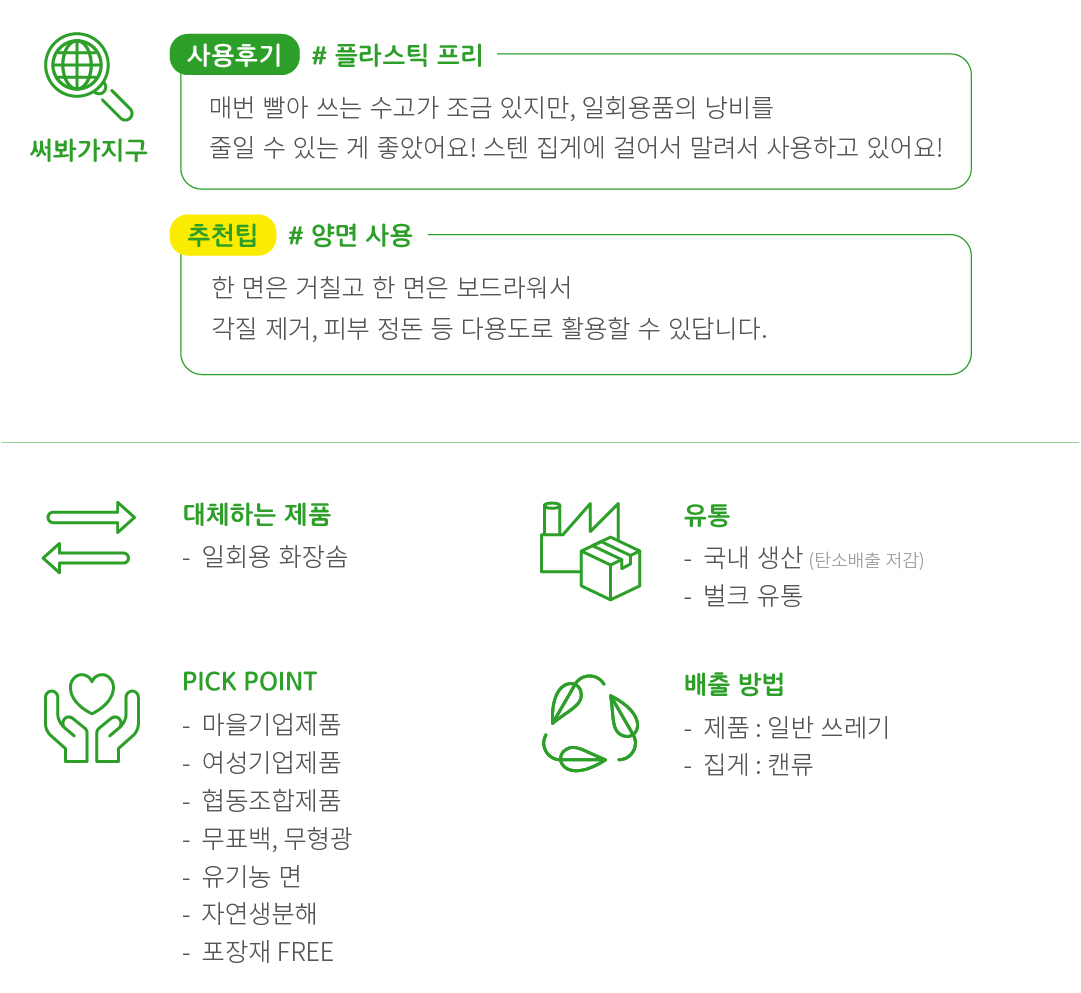 써봐가지구
사용후기 # 플라스틱 프리
매번 빨아 쓰는 수고가 조금 있지만, 일회용품의 낭비를
줄일 수 있는 게 좋았어요! 스텐 집게에 걸어서 말려서 사용하고 있어요!
추천팁 # 양면 사용
한 면은 거칠고 한 면은 보드라워서
각질 제거, 피부 정돈 등 다용도로 활용할 수 있답니다.
대체하는 제품
- 일회용 화장솜
유통
- 국내 생산 (탄소배출 저감)
- 벌크 유통
PICK POINT
- 마을기업제품
- 여성기업제품
- 협동조합제품
- 무표백, 무형광
- 유기농 면
- 자연생분해
- 포장재 FREE
배출 방법
- 제품 : 일반 쓰레기
- 집게 : 캔류